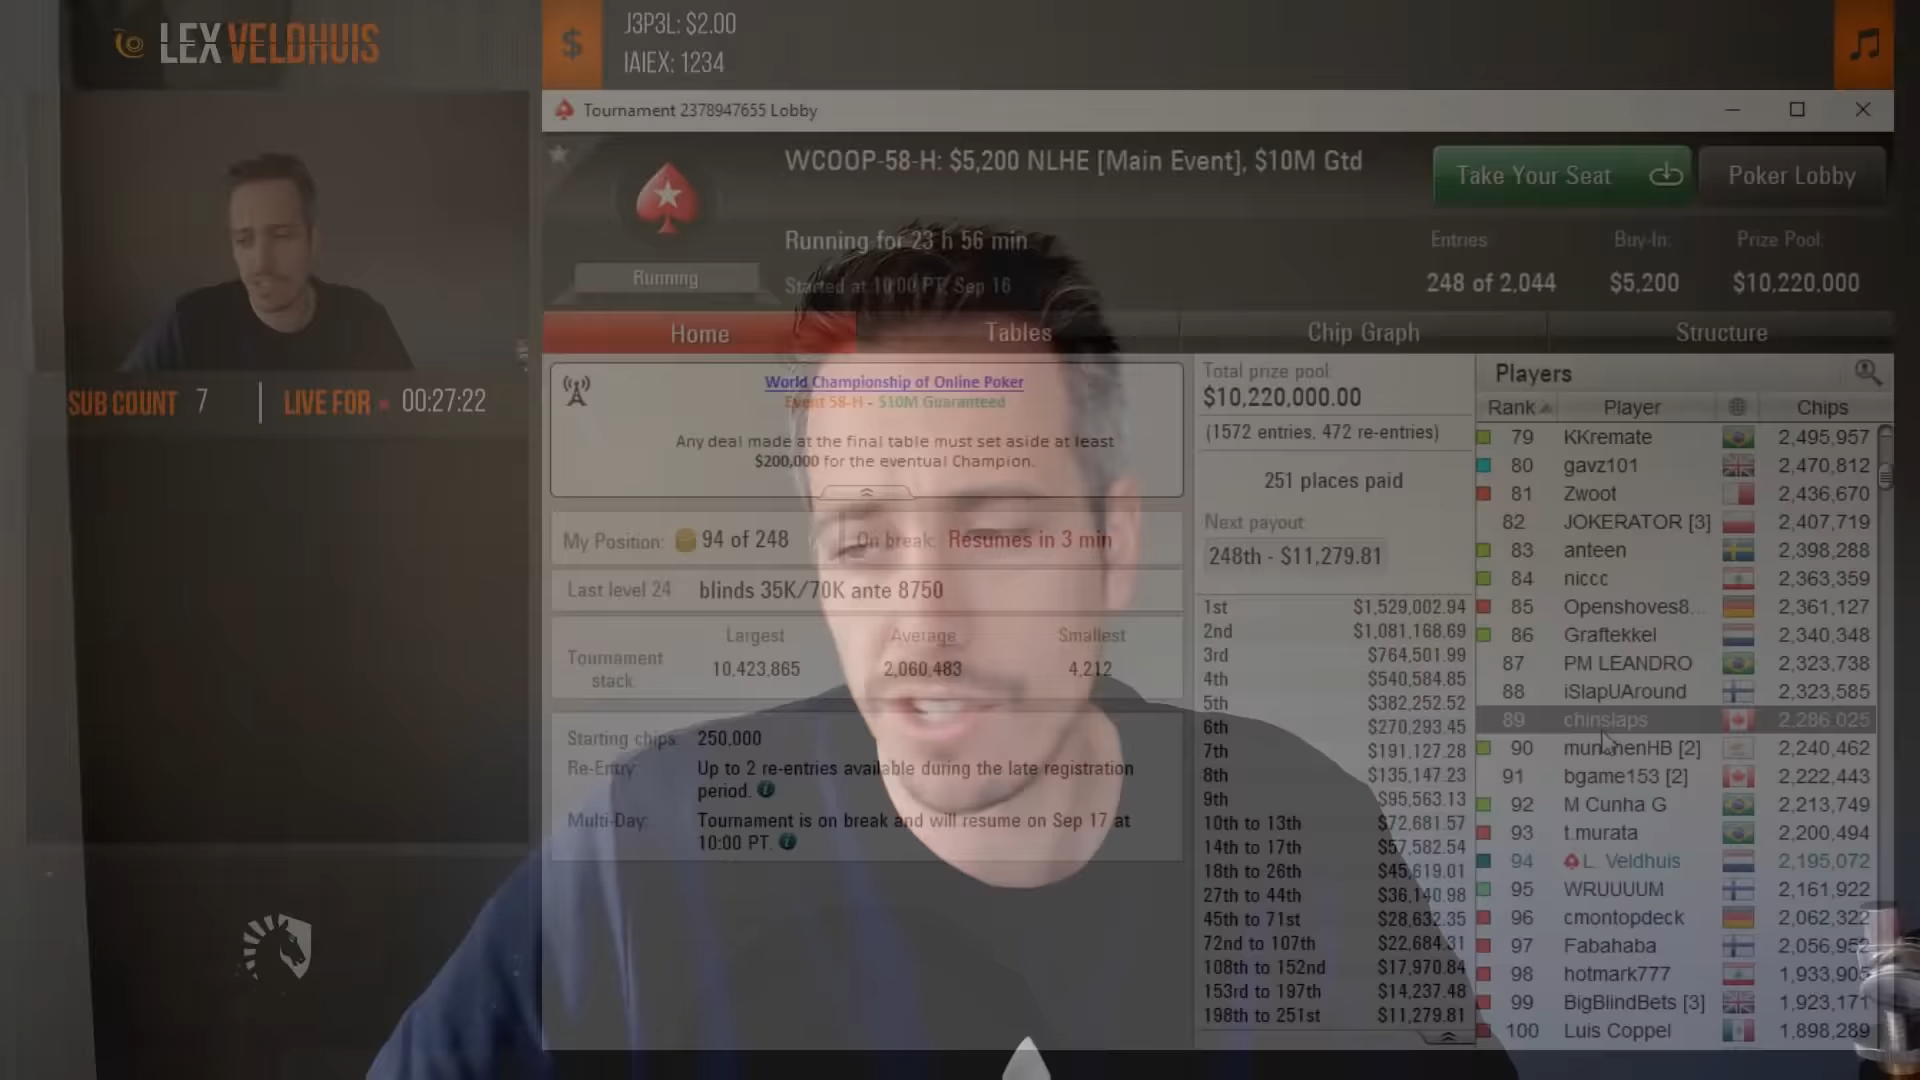 LEX VELDHUIS
J3P3L: $2.00
IAIEX: 1234
Tournament 2378947655 Lobby
WCOOP-58-H: $5,200 NLHE [Main Event], $10M Gtd
Take Your Seat
Poker Lobby
Running for 23 h 56 min
Running
Started at 10:00 PT, Sep 16
Entries:
Buy-In:
Prize Pool:
248 of 2,044
$5,200
$10,220,000
Home
Tables
Chip Graph
Structure
SUB COUNT 7 | LIVE FOR 00:27:22
World Championship of Online Poker
Event 58-H - $10M Guaranteed
Any deal made at the final table must set aside at least
$200,000 for the eventual Champion.
My Position: 94 of 248
On break: Resumes in 3 min
Last level 24 blinds 35K/70K ante 8750
Largest Average Smallest
Tournament
stack:
10,423,865 2,060,483 4,212
Starting chips: 250,000
Re-Entry: Up to 2 re-entries available during the late registration
period.
Multi-Day: Tournament is on break and will resume on Sep 17 at
10:00 PT.
Total prize pool:
$10,220,000.00
(1572 entries, 472 re-entries)
251 places paid
Next payout:
248th - $11,279.81
1st $1,529,002.94
2nd $1,081,168.69
3rd $764,501.99
4th $540,584.85
5th $382,252.52
6th $270,293.45
7th $191,127.28
8th $135,147.23
9th $95,563.13
10th to 13th $72,681.57
14th to 17th $57,582.54
18th to 26th $45,619.01
27th to 44th $36,140.98
45th to 71st $28,632.35
72nd to 107th $22,684.31
108th to 152nd $17,970.84
153rd to 197th $14,237.48
198th to 251st $11,279.81
Players
Rank Player Chips
79 KKremate 2,495,957
80 gavz101 2,470,812
81 Zwoot 2,436,670
82 JOKERATOR [3] 2,407,719
83 anteen 2,398,288
84 niccc 2,363,359
85 Openshoves8... 2,361,127
86 Graftekkel 2,340,348
87 PM LEANDRO 2,323,738
88 iSlapUAround 2,323,585
89 chinslaps 2,286,025
90 [2] 2,240,462
91 bgame153 [2] 2,222,443
92 M Cunha G 2,213,749
93 t.murata 2,200,494
94 L. Veldhuis 2,195,072
95 WRUUUUM 2,161,922
96 cmontopdeck 2,062,322
97 Fabahaba 2,056,952
98 hotmark777 1,933,905
99 BigBlindBets [3] 1,923,171
100 Luis Coppel 1,898,289